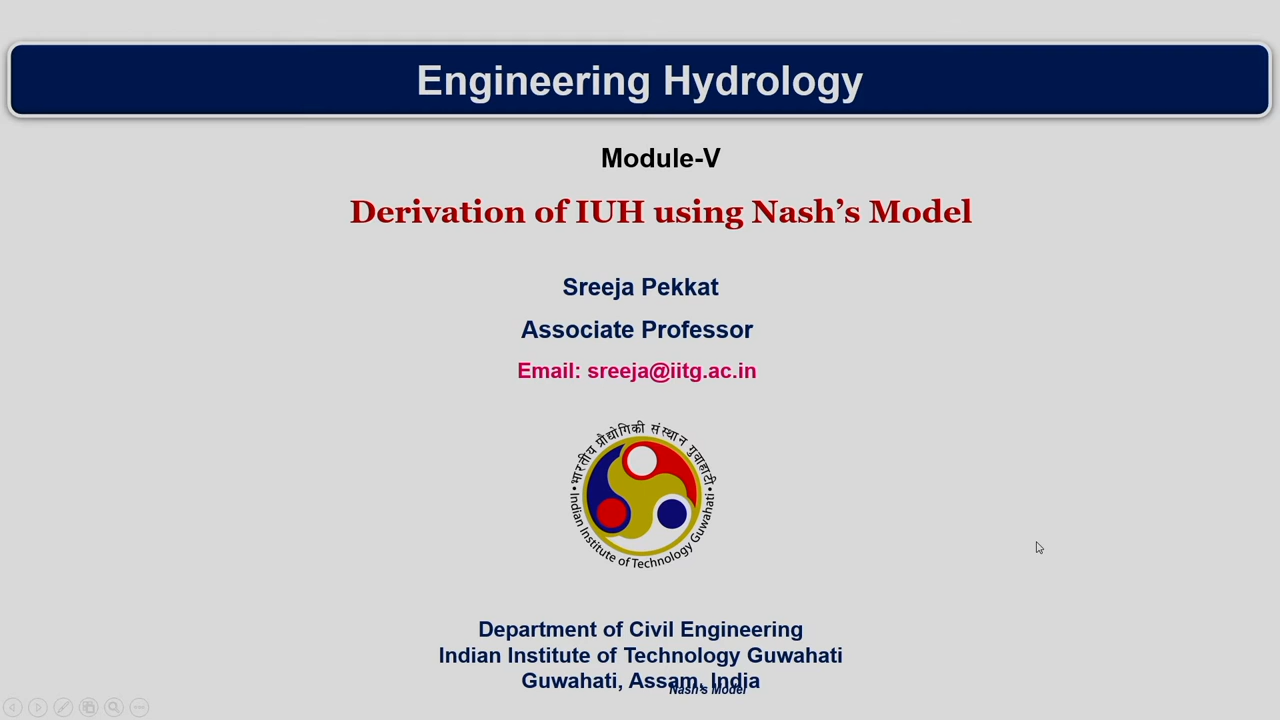 Engineering Hydrology
Module-V
Derivation of IUH using Nash's Model
Sreeja Pekkat
Associate Professor
Email: sreeja@iitg.ac.in
भारतीय प्रौद्योगिकी संस्थान गुवाहाटी
Indian Institute of Technology Guwahati
Department of Civil Engineering
Indian Institute of Technology Guwahati
Guwahati, Assam, India
Nash's Model